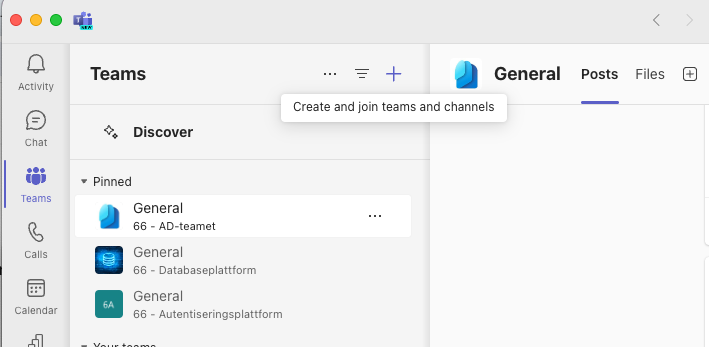 NEW
Activity
Chat
Teams
Calls
Calendar
Teams
Create and join teams and channels
Discover
Pinned
General
66 - AD-teamet
General
66 - Databaseplattform
6A
General
66 - Autentiseringsplattform
Your teams
General
Posts
Files